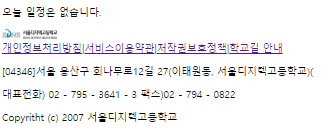 오늘 일정은 없습니다.
서울디지텍고등학교
개인정보처리방침|서비스이용약관|저작권보호정책|학교길 안내
[04346]서울 용산구 회나무로12길 27(이태원동, 서울디지텍고등학교)(
대표전화) 02 - 795 - 3641 - 3 팩스)02 - 794 - 0822
Copyriht (c) 2007 서울디지텍고등학교